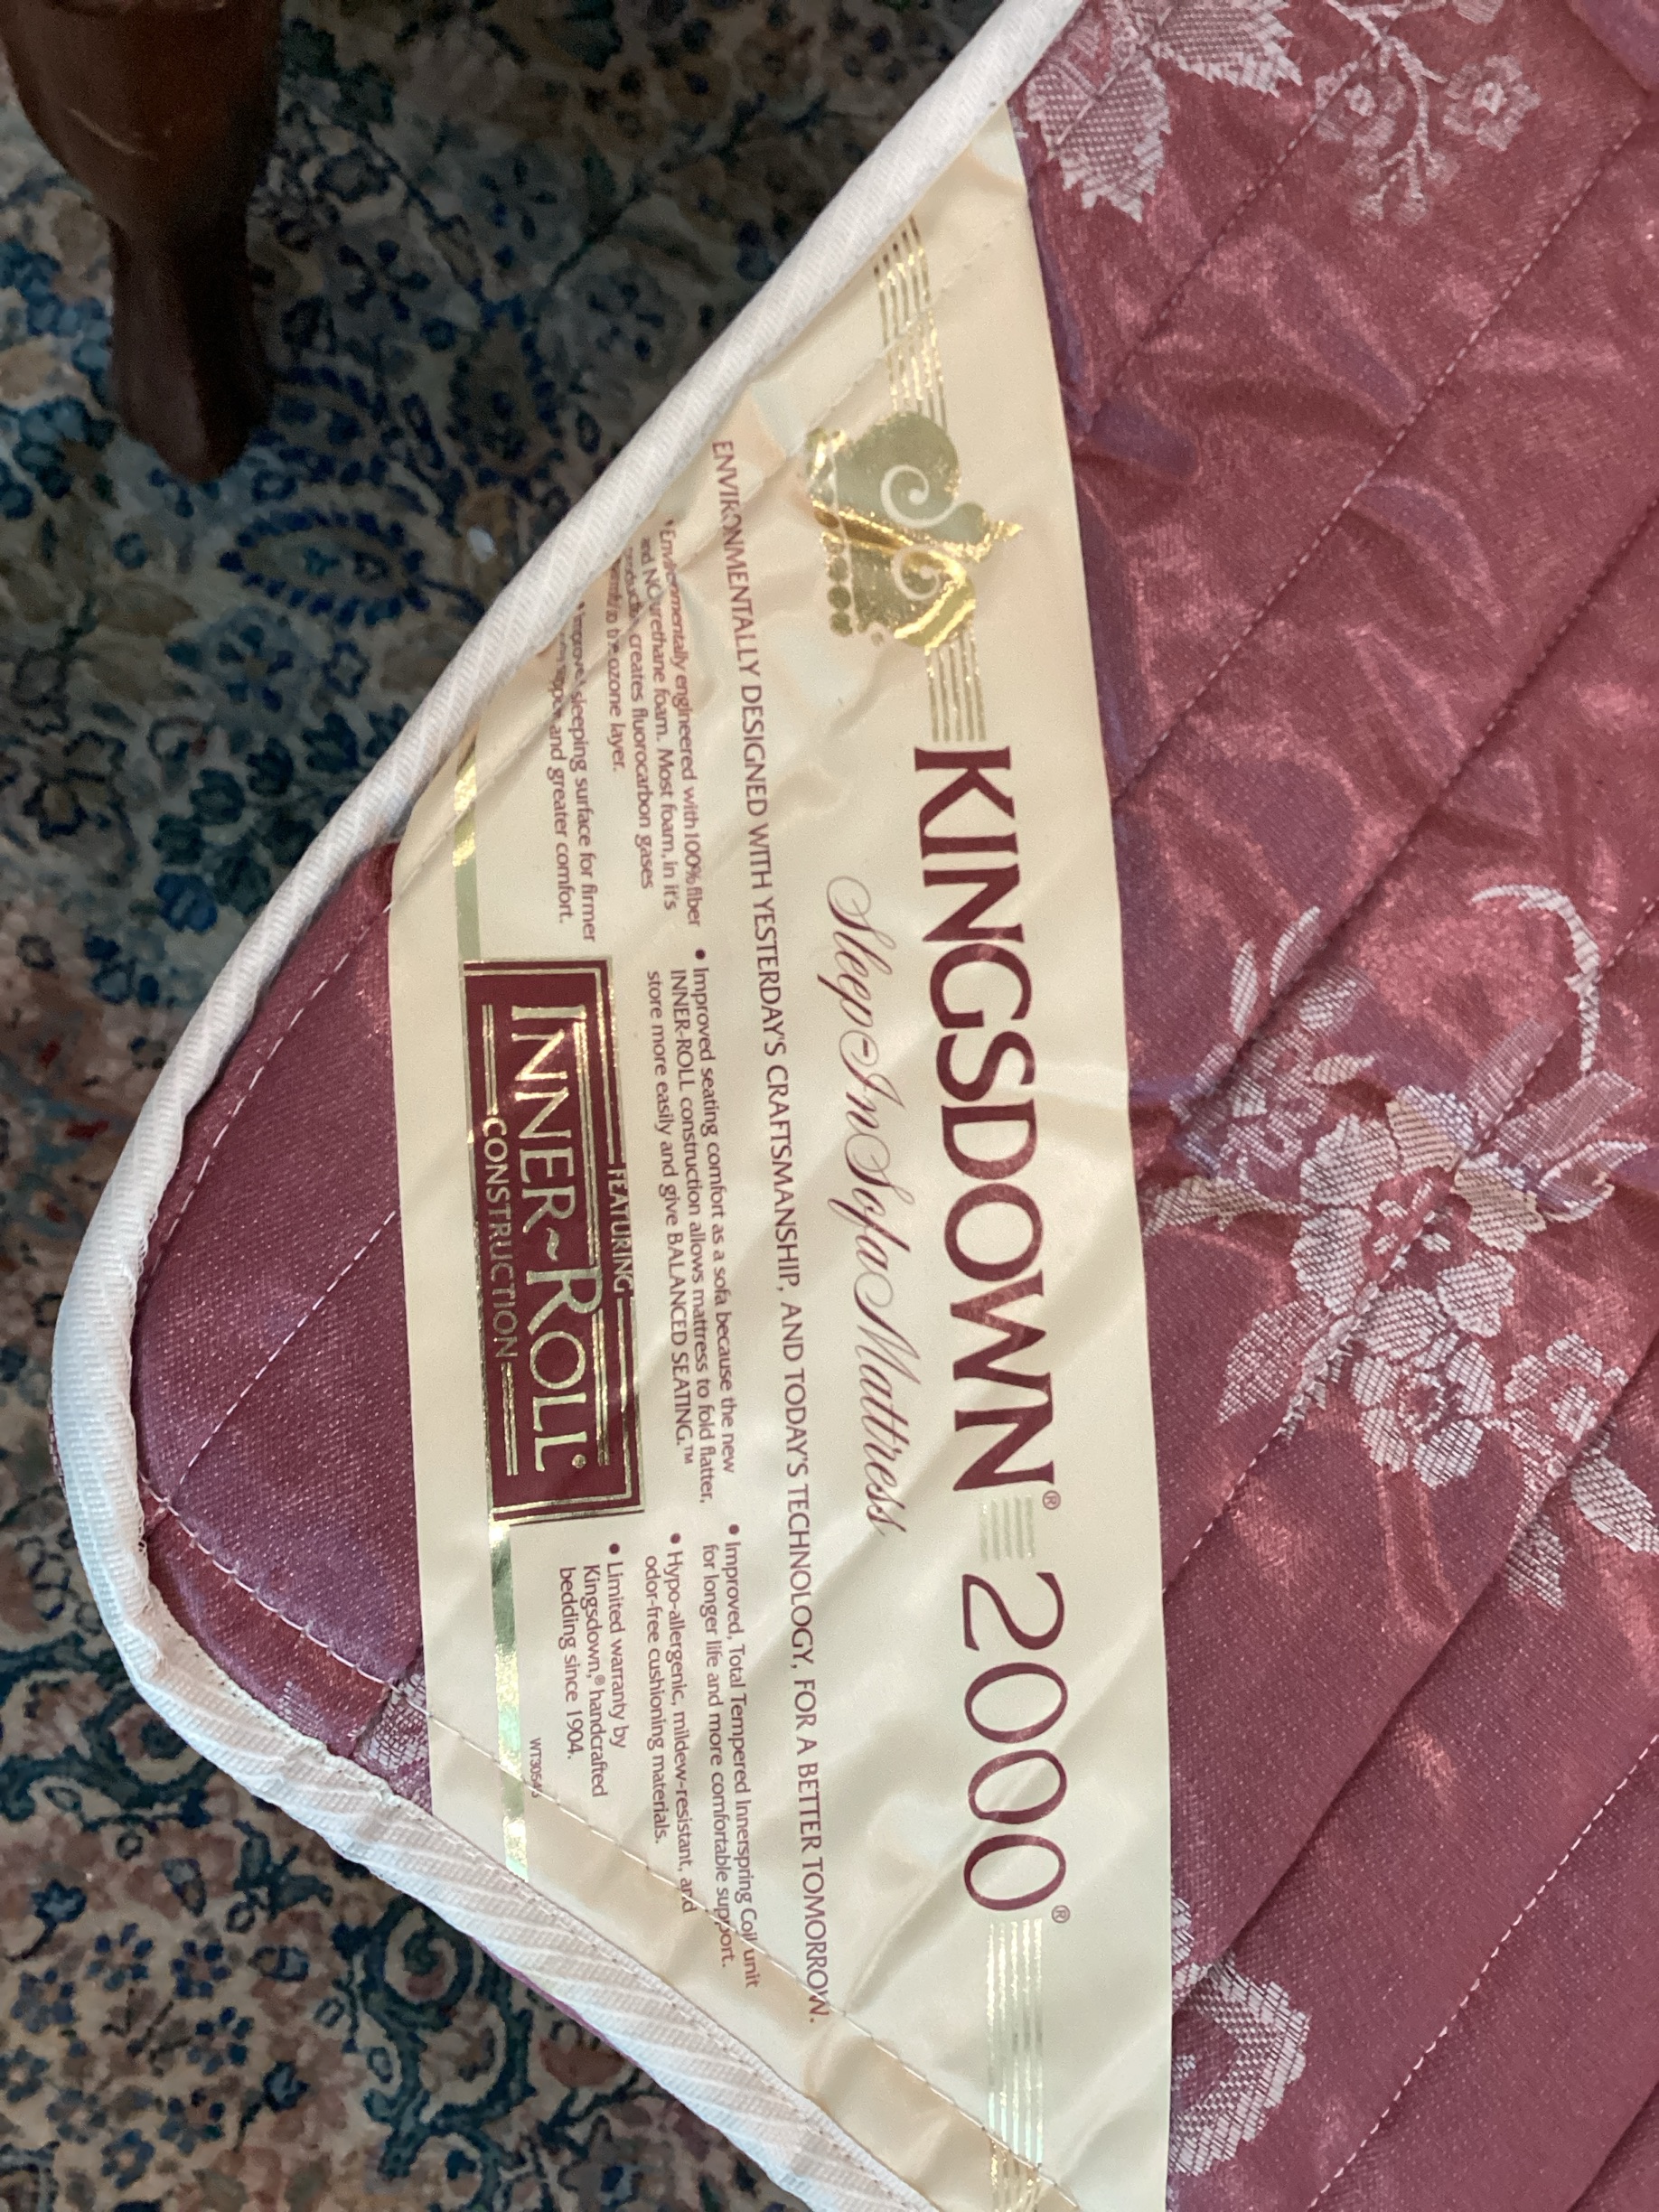 KINGSDOWN® 2000®
Sleep In Sofa Mattress
ENVIRONMENTALLY DESIGNED WITH YESTERDAY'S CRAFTSMANSHIP, AND TODAY'S TECHNOLOGY, FOR A BETTER TOMORROW.
• Environmentally engineered with 100% fiber
and NO urethane foam. Most foam, in it's
production, creates fluorocarbon gases
the ozone layer.
• Improved sleeping surface for firmer
support and greater comfort.
• Improved seating comfort as a sofa because the new
INNER-ROLL construction allows mattress to fold flatter,
store more easily and give BALANCED SEATING.™
FEATURING
INNER~ROLL®
CONSTRUCTION
• Improved, Total Tempered Innerspring Coil unit
for longer life and more comfortable support.
• Hypo-allergenic, mildew-resistant, and
odor-free cushioning materials.
• Limited warranty by
Kingsdown,® handcrafted
bedding since 1904.